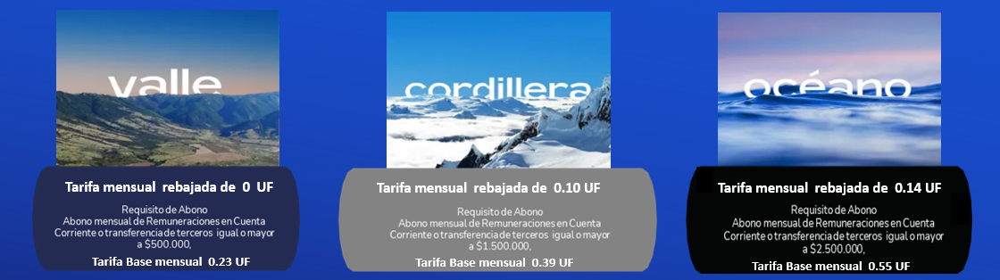 valle
Tarifa mensual rebajada de 0 UF
Requisito de Abono
Abono mensual de Remuneraciones en Cuenta
Corriente o transferencia de terceros igual o mayor
a $500.000,
Tarifa Base mensual 0.23 UF
cordillera
Tarifa mensual rebajada de 0.10 UF
Requisito de Abono
Abono mensual de Remuneraciones en Cuenta
Corriente o transferencia de terceros igual o mayor
a $1.500.000,
Tarifa Base mensual 0.39 UF
océano
Tarifa mensual rebajada de 0.14 UF
Requisito de Abono
Abono mensual de Remuneraciones en Cuenta
Corriente o transferencia de terceros igual o mayor
a $2.500.000,
Tarifa Base mensual 0.55 UF